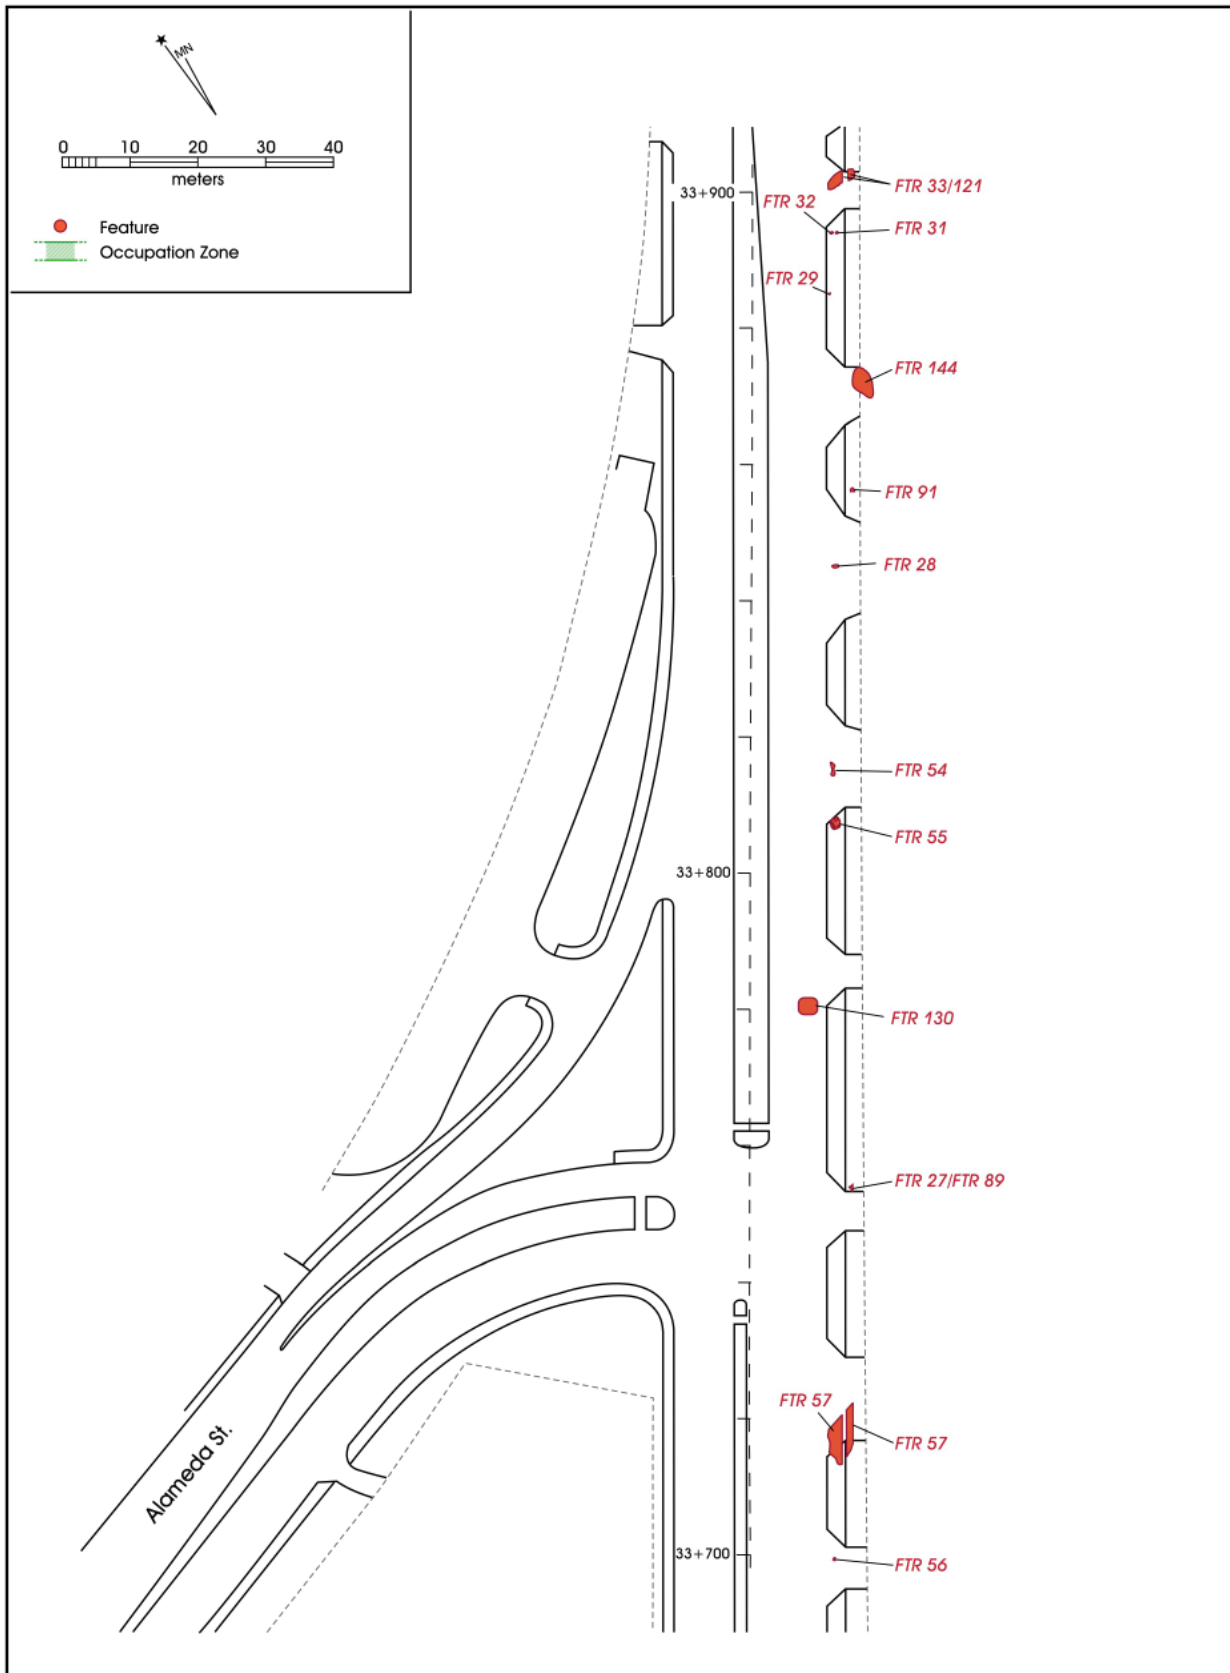 MN
0 10 20 30 40
meters
Feature
Occupation Zone
33+900
FTR 33/121
FTR 32
FTR 31
FTR 29
FTR 144
FTR 91
FTR 28
FTR 54
FTR 55
33+800
FTR 130
FTR 27/FTR 89
FTR 57
FTR 57
Alameda St.
33+700
FTR 56